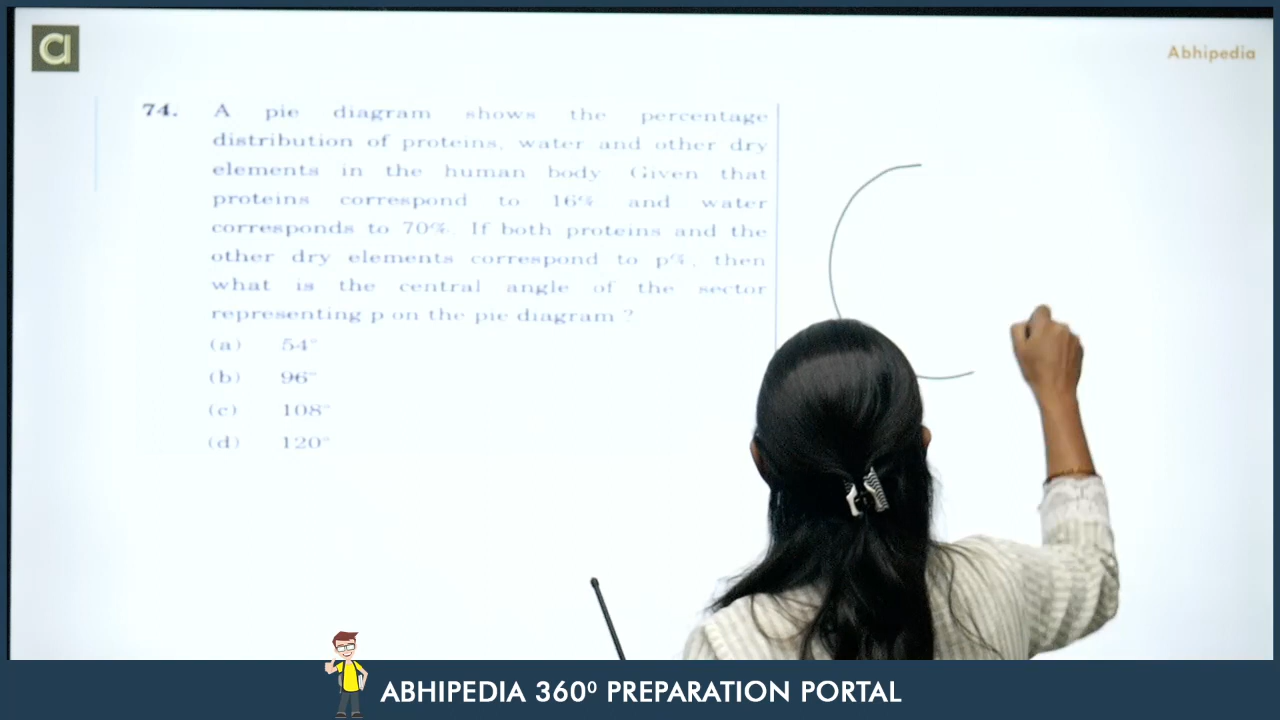 Abhipedia
74. A pie diagram shows the percentage
distribution of proteins, water and other dry
elements in the human body. Given that
proteins correspond to 16% and water
corresponds to 70%. If both proteins and the
other dry elements correspond to p%, then
what is the central angle of the sector
representing p on the pie diagram ?
(a) 54°
(b) 96°
(c) 108°
(d) 120°
ABHIPEDIA 360⁰ PREPARATION PORTAL